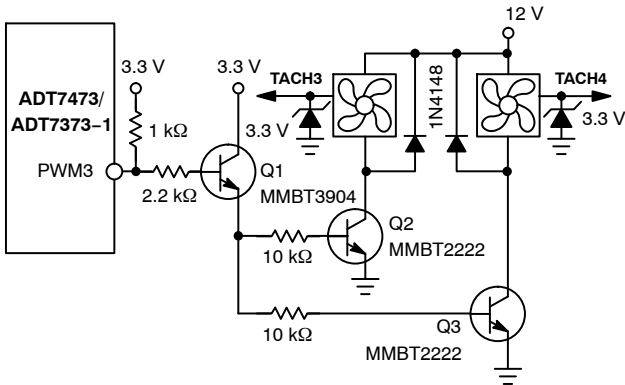 12 V
3.3 V
3.3 V
TACH3
TACH4
ADT7473/
ADT7373–1
1N4148
3.3 V
3.3 V
1 kΩ
PWM3
Q1
2.2 kΩ
MMBT3904
Q2
10 kΩ
MMBT2222
10 kΩ
Q3
MMBT2222